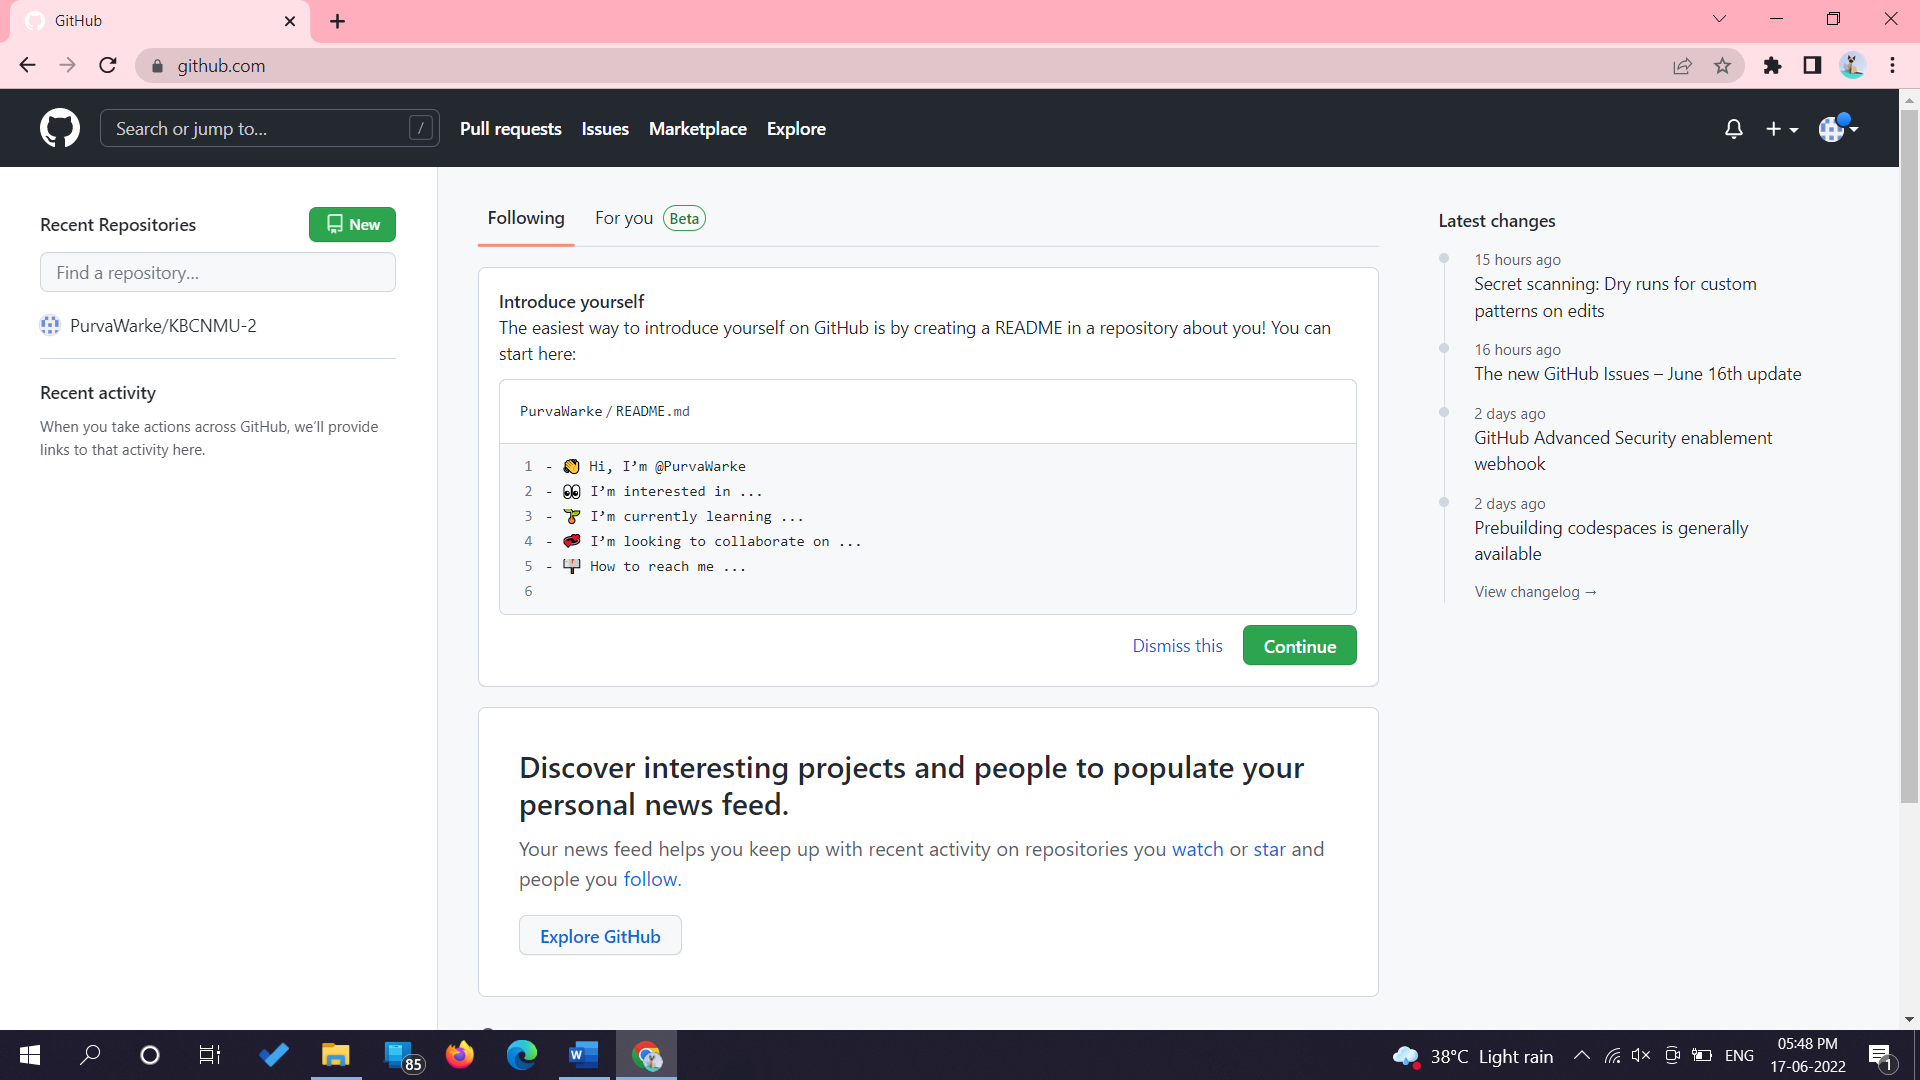 GitHub
github.com
Search or jump to... /
Pull requests Issues Marketplace Explore
Recent Repositories
New
Find a repository...
PurvaWarke/KBCNMU-2
Recent activity
When you take actions across GitHub, we’ll provide
links to that activity here.
Following For you Beta
Introduce yourself
The easiest way to introduce yourself on GitHub is by creating a README in a repository about you! You can
start here:
PurvaWarke / README.md
1 - 👋 Hi, I’m @PurvaWarke
2 - 👀 I’m interested in ...
3 - 🌱 I’m currently learning ...
4 - 💞️ I’m looking to collaborate on ...
5 - 📫 How to reach me ...
6
Dismiss this Continue
Discover interesting projects and people to populate your
personal news feed.
Your news feed helps you keep up with recent activity on repositories you watch or star and
people you follow.
Explore GitHub
Latest changes
15 hours ago
Secret scanning: Dry runs for custom
patterns on edits
16 hours ago
The new GitHub Issues – June 16th update
2 days ago
GitHub Advanced Security enablement
webhook
2 days ago
Prebuilding codespaces is generally
available
View changelog →
85
38°C Light rain
ENG
05:48 PM
17-06-2022
1